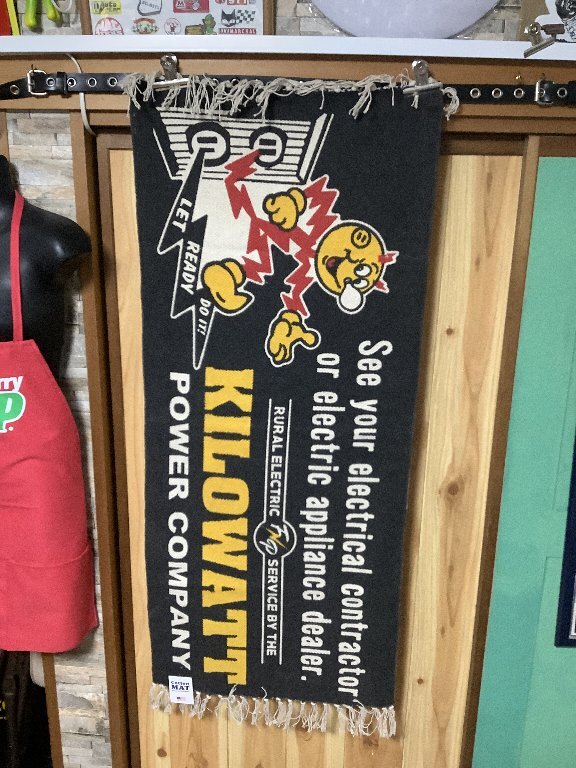 LET READY
DO IT!
See your electrical contractor
or electric appliance dealer.
RURAL ELECTRIC
SERVICE BY THE
KILOWATT
POWER COMPANY
MAT